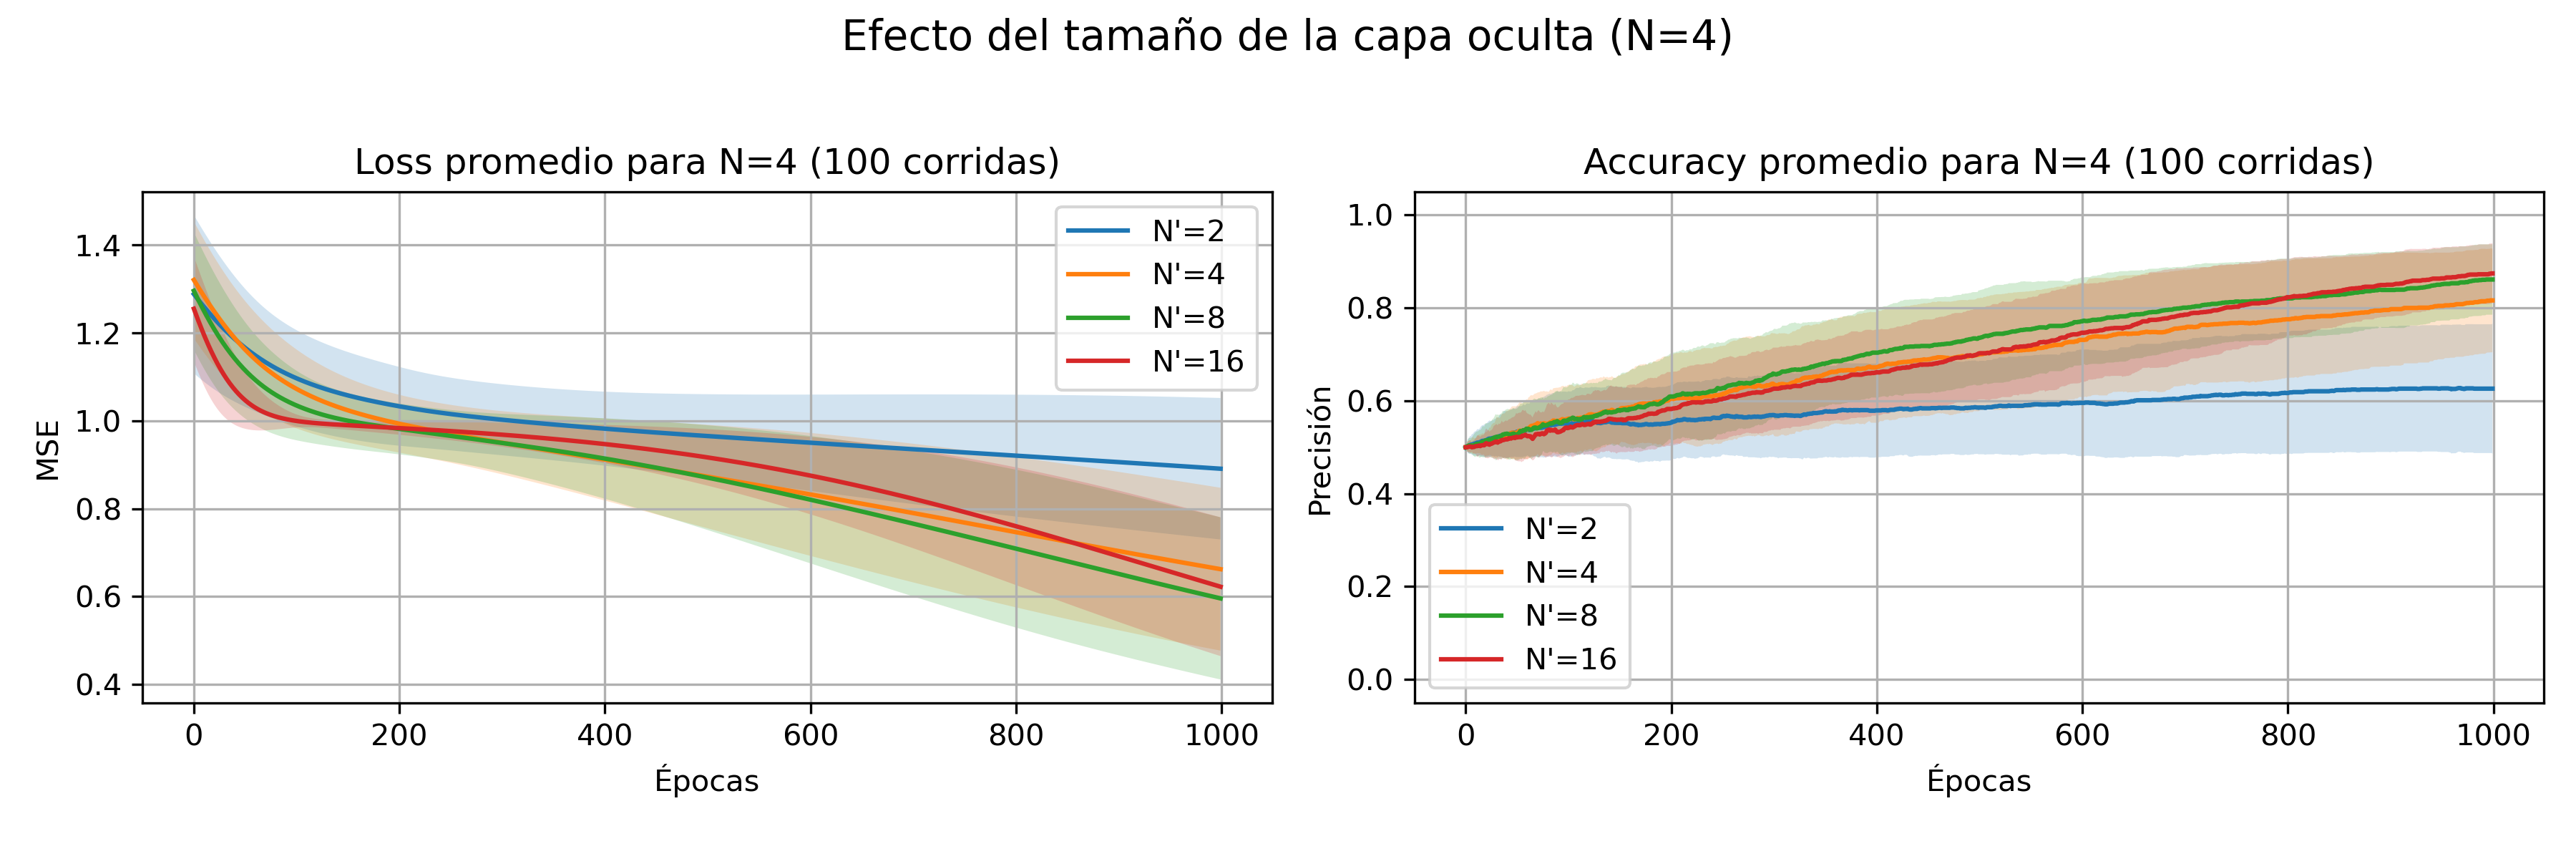 Efecto del tamaño de la capa oculta (N=4)
Loss promedio para N=4 (100 corridas)
MSE
1.4
1.2
1.0
0.8
0.6
0.4
0
200
400
600
800
1000
Épocas
N'=2
N'=4
N'=8
N'=16
Accuracy promedio para N=4 (100 corridas)
Precisión
1.0
0.8
0.6
0.4
0.2
0.0
0
200
400
600
800
1000
Épocas
N'=2
N'=4
N'=8
N'=16